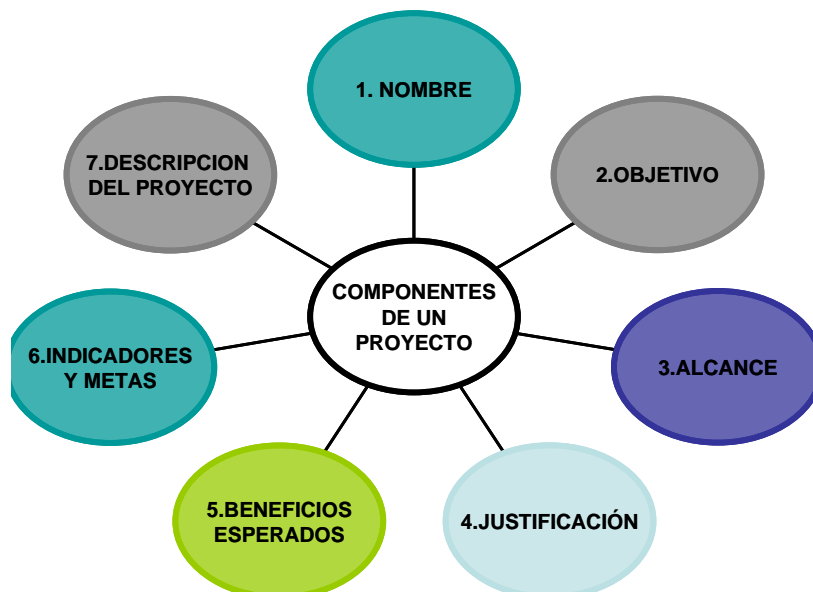 1. NOMBRE
2.OBJETIVO
3.ALCANCE
4.JUSTIFICACIÓN
5.BENEFICIOS
ESPERADOS
6.INDICADORES
Y METAS
7.DESCRIPCION
DEL PROYECTO
COMPONENTES
DE UN
PROYECTO